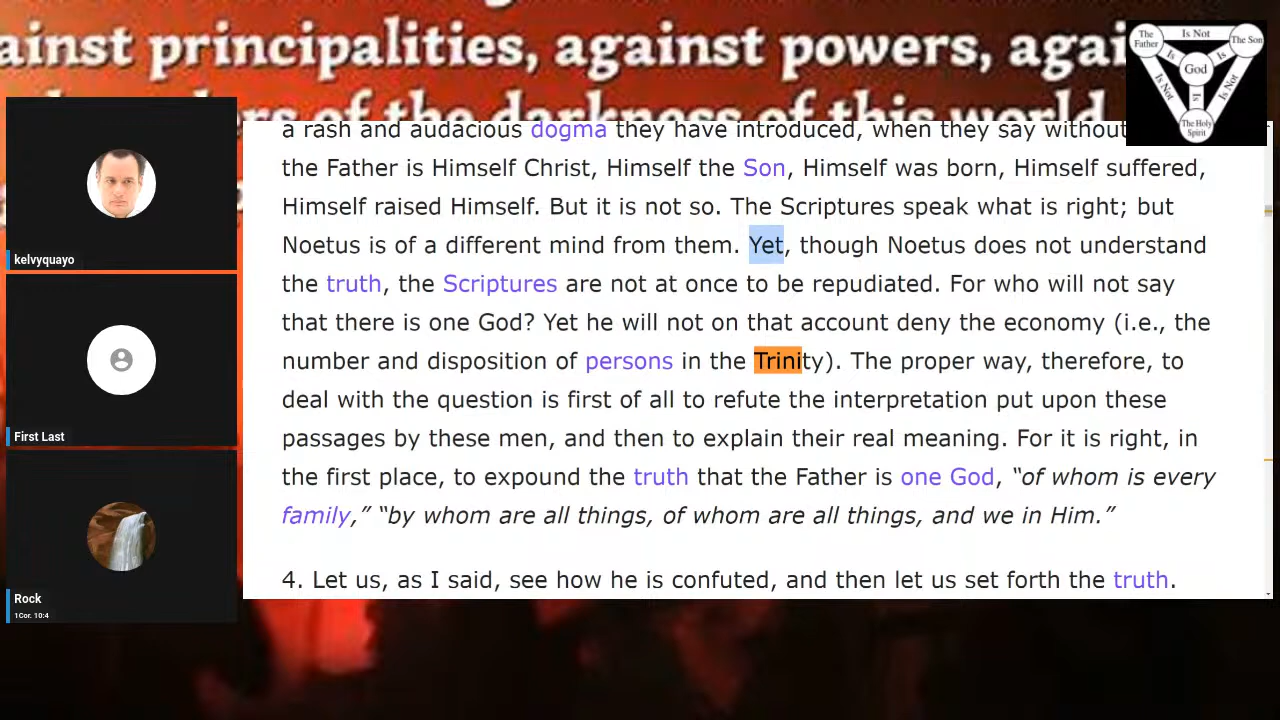 ainst principalities, against powers, agai
of the darkness of this world
The Father
Is Not
The Son
Is
Is
God
Is Not
Is
Is Not
The Holy Spirit
kelvyquayo
First Last
Rock
1Cor. 10:4
a rash and audacious dogma they have introduced, when they say without
the Father is Himself Christ, Himself the Son, Himself was born, Himself suffered,
Himself raised Himself. But it is not so. The Scriptures speak what is right; but
Noetus is of a different mind from them. Yet, though Noetus does not understand
the truth, the Scriptures are not at once to be repudiated. For who will not say
that there is one God? Yet he will not on that account deny the economy (i.e., the
number and disposition of persons in the Trinity). The proper way, therefore, to
deal with the question is first of all to refute the interpretation put upon these
passages by these men, and then to explain their real meaning. For it is right, in
the first place, to expound the truth that the Father is one God, “of whom is every
family,” “by whom are all things, of whom are all things, and we in Him.”
4. Let us, as I said, see how he is confuted, and then let us set forth the truth.